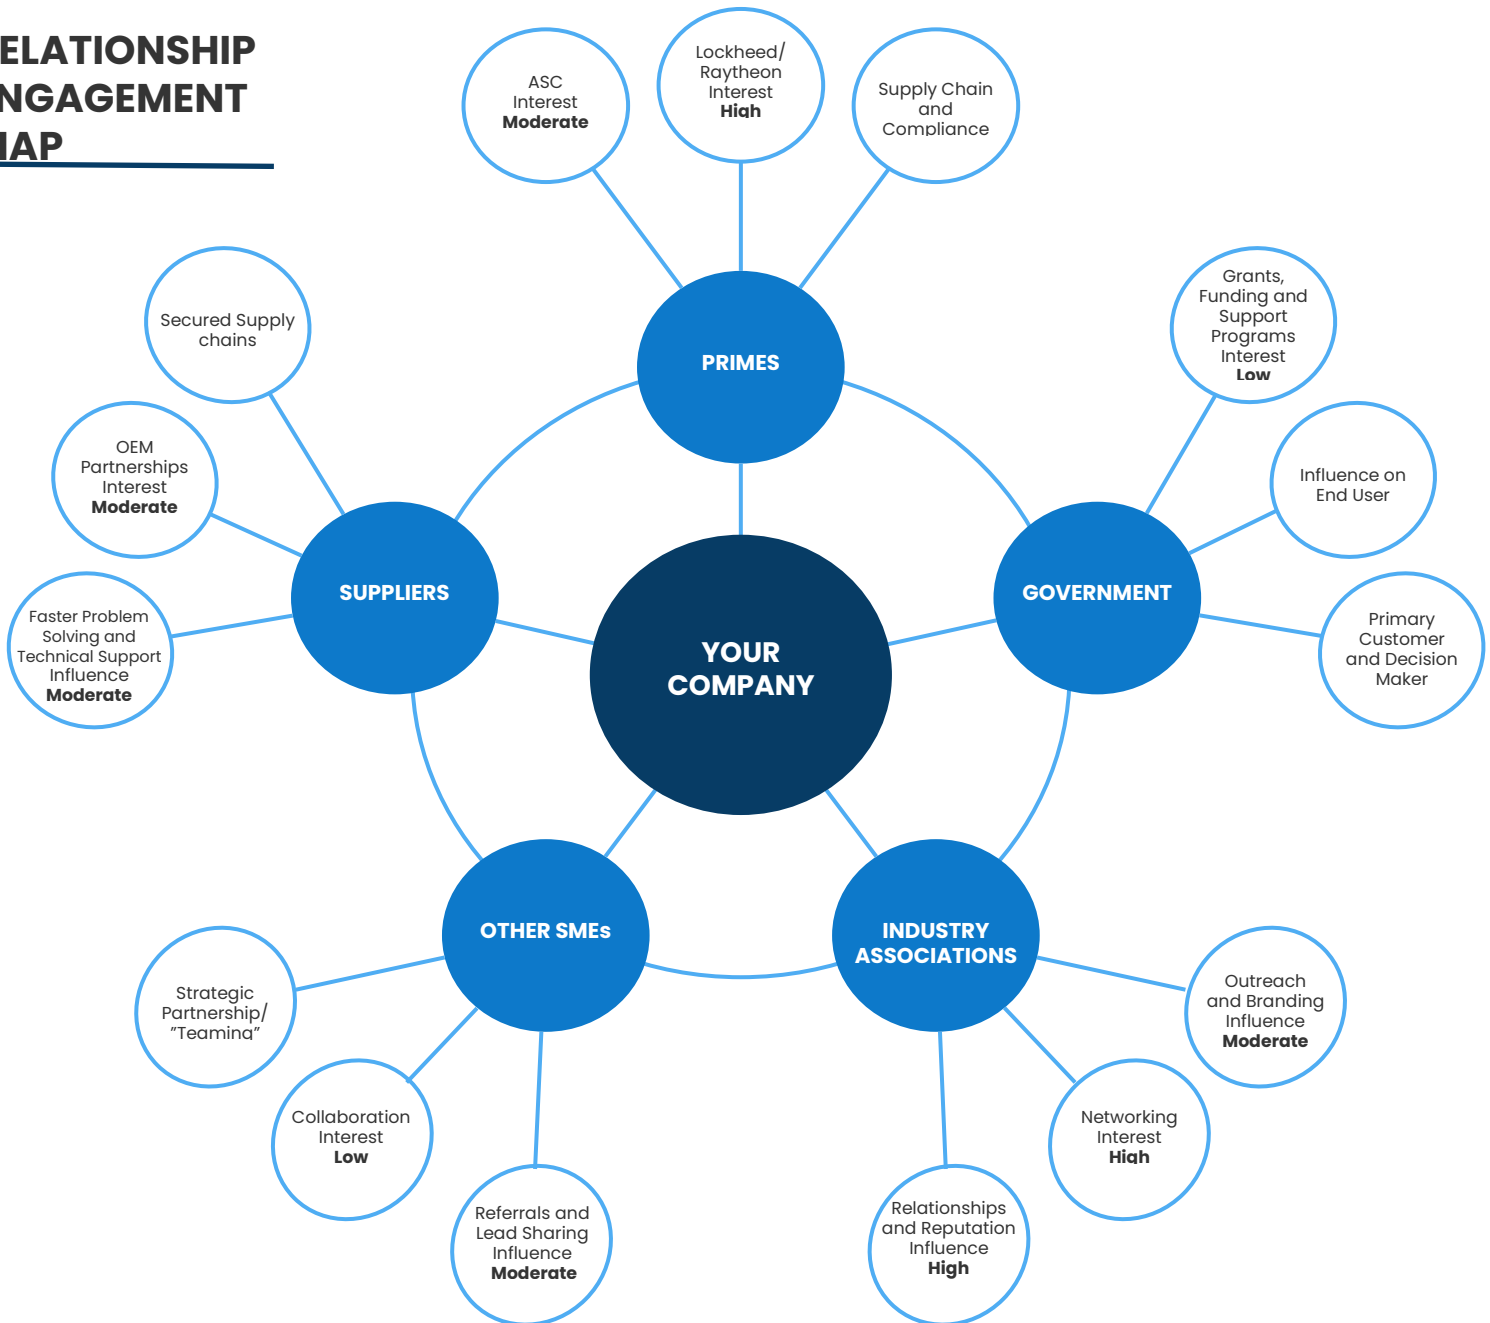 ELATIONSHIP
NGAGEMENT
MAP
ASC
Interest
Moderate
Lockheed/
Raytheon
Interest
High
Supply Chain
and
Compliance
PRIMES
Secured Supply
chains
OEM
Partnerships
Interest
Moderate
Faster Problem
Solving and
Technical Support
Influence
Moderate
SUPPLIERS
Grants,
Funding and
Support
Programs
Interest
Low
Influence on
End User
Primary
Customer
and Decision
Maker
GOVERNMENT
YOUR
COMPANY
OTHER SMEs
Strategic
Partnership/
”Teaming”
Collaboration
Interest
Low
Referrals and
Lead Sharing
Influence
Moderate
INDUSTRY
ASSOCIATIONS
Outreach
and Branding
Influence
Moderate
Networking
Interest
High
Relationships
and Reputation
Influence
High